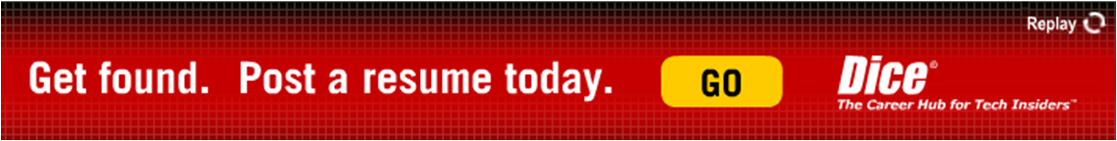 Replay
Get found. Post a resume today.
GO
Dice©
The Career Hub for Tech Insiders™